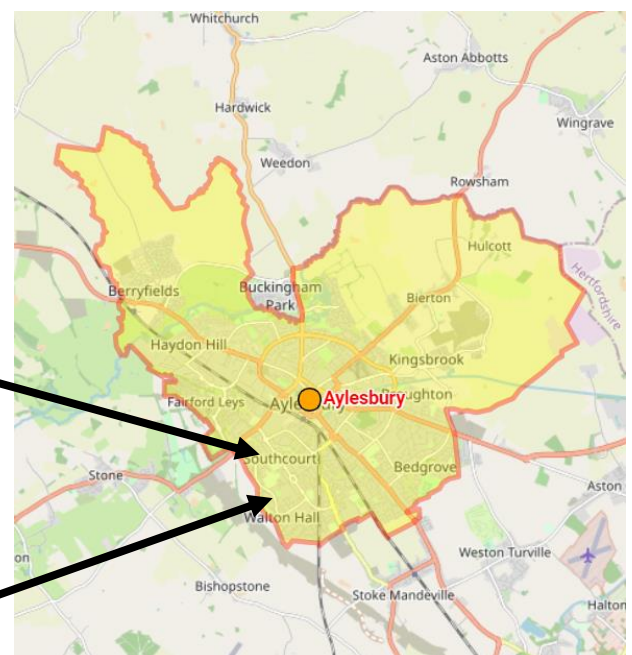 Whitchurch
Aston Abbotts
Hardwick
Wingrave
Weedon
Rowsham
Hulcott
Hertfordshire
Berryfields
Buckingham
Park
Bierton
Haydon Hill
Kingsbrook
Fairford Leys
Aylesbury
Southcourt
Bedgrove
Stone
Aston
Walton Hall
Weston Turville
Bishopstone
Stoke Mandeville
Halton